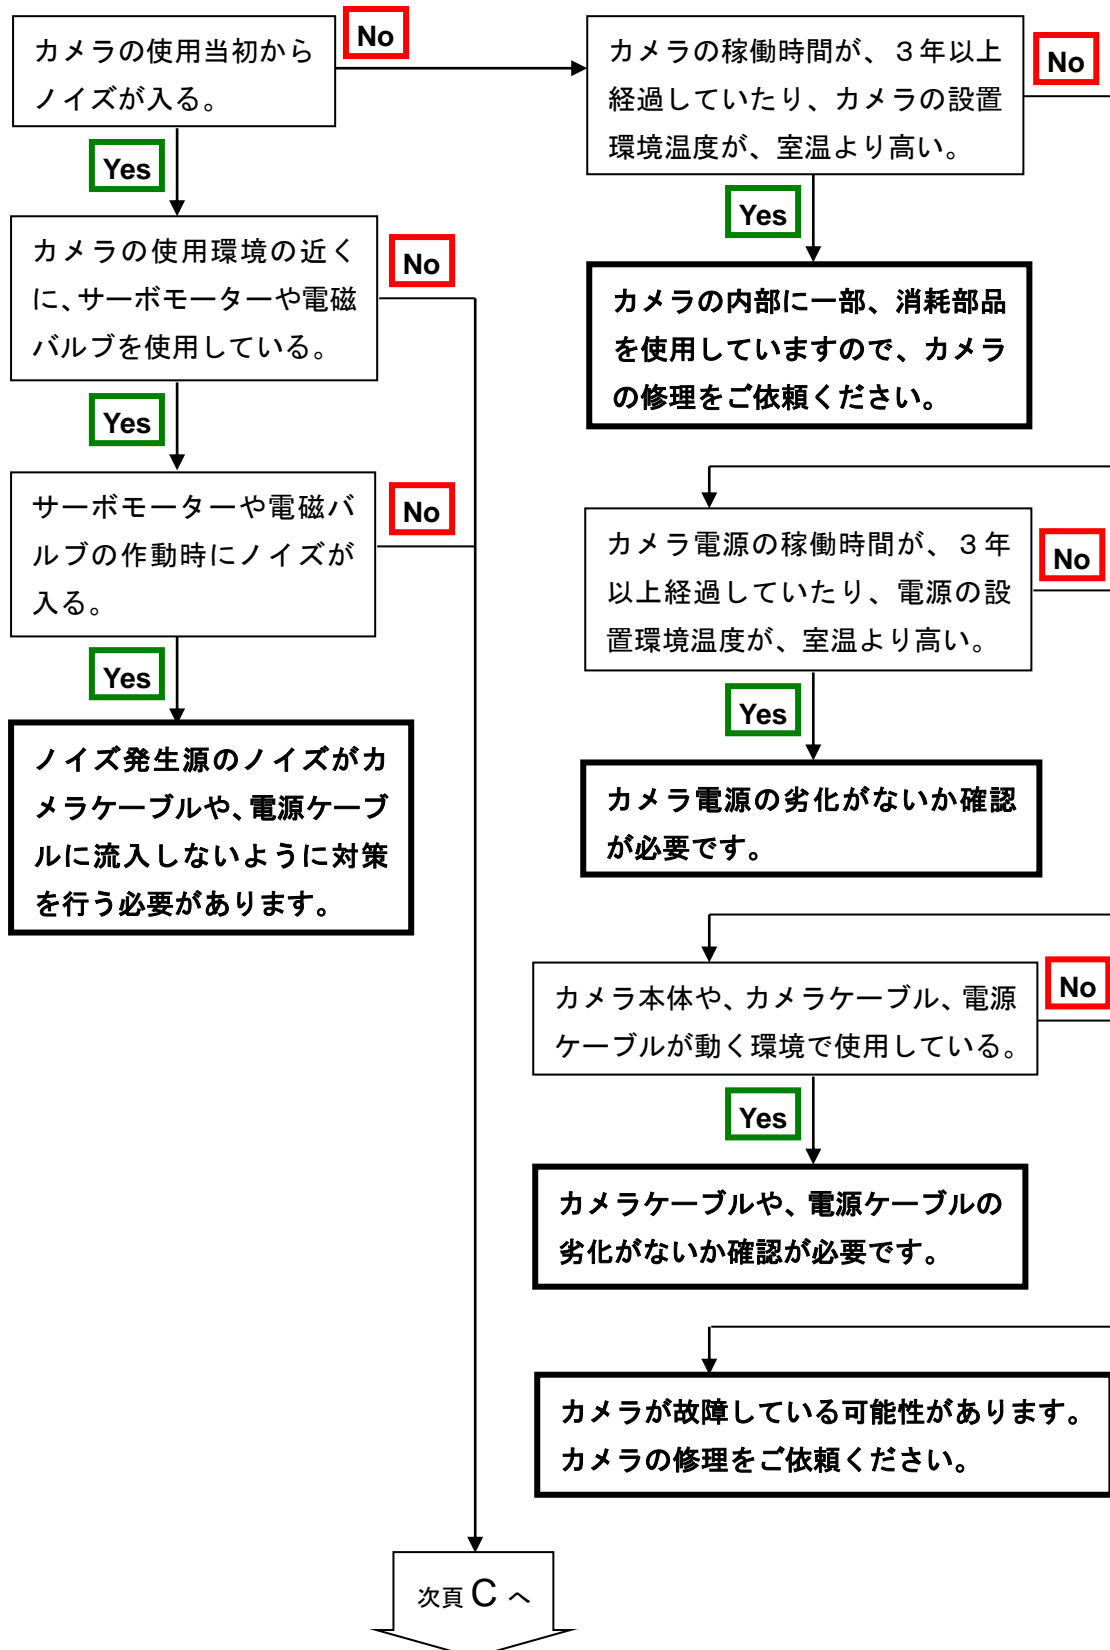 カメラの使用当初から
ノイズが入る。
No
Yes
カメラの使用環境の近く
に、サーボモーターや電磁
バルブを使用している。
No
Yes
サーボモーターや電磁バ
ルブの作動時にノイズが
入る。
No
Yes
ノイズ発生源のノイズがカ
メラケーブルや、電源ケーブ
ルに流入しないように対策
を行う必要があります。
カメラの稼働時間が、３年以上
経過していたり、カメラの設置
環境温度が、室温より高い。
No
Yes
カメラの内部に一部、消耗部品
を使用していますので、カメラ
の修理をご依頼ください。
カメラ電源の稼働時間が、３年
以上経過していたり、電源の設
置環境温度が、室温より高い。
No
Yes
カメラ電源の劣化がないか確認
が必要です。
カメラ本体や、カメラケーブル、電源
ケーブルが動く環境で使用している。
No
Yes
カメラケーブルや、電源ケーブルの
劣化がないか確認が必要です。
カメラが故障している可能性があります。
カメラの修理をご依頼ください。
次頁 C へ